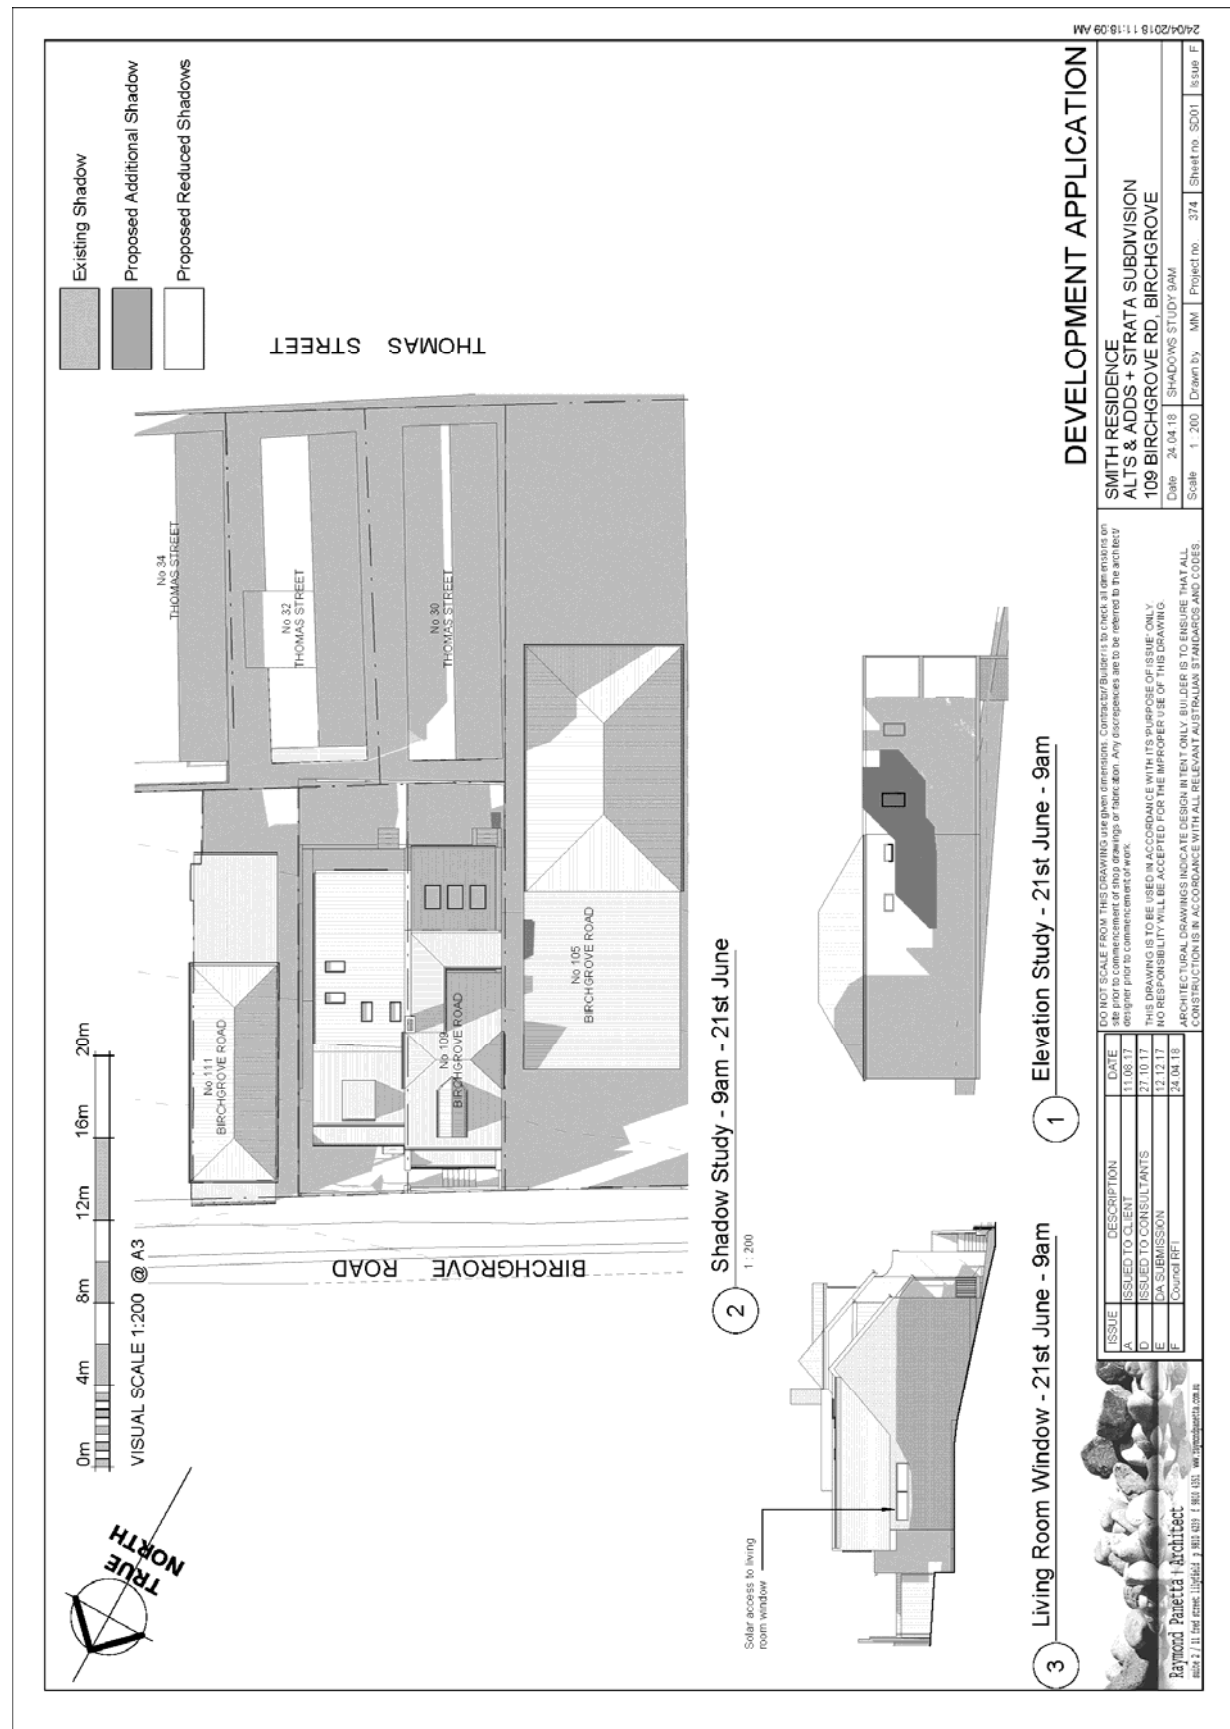 24/04/2018 11:18:09 AM
Existing Shadow
Proposed Additional Shadow
Proposed Reduced Shadows
TRUE
NORTH
0m 4m 8m 12m 16m 20m
VISUAL SCALE 1:200 @ A3
THOMAS STREET
No 34
THOMAS STREET
No 32
THOMAS STREET
No 30
THOMAS STREET
No 111
BIRCHGROVE ROAD
No 109
BIRCHGROVE ROAD
No 105
BIRCHGROVE ROAD
BIRCHGROVE ROAD
2
Shadow Study - 9am - 21st June
1 : 200
Solar access to living
room window
3
Living Room Window - 21st June - 9am
1
Elevation Study - 21st June - 9am
DEVELOPMENT APPLICATION
Raymond Panetta | Architect
ISSUE DESCRIPTION DATE
A ISSUED TO CLIENT 11.08.17
D ISSUED TO CONSULTANTS 27.10.17
E DA SUBMISSION 12.12.17
F Council RFI 24.04.18
DO NOT SCALE FROM THIS DRAWING use given dimensions. Contractor/Builder is to check all dimensions on
site prior to commencement of shop drawings or fabrication. Any discrepencies are to be referred to the architect/
designer prior to commencement of work.
THIS DRAWING IS TO BE USED IN ACCORDANCE WITH ITS 'PURPOSE OF ISSUE' ONLY.
NO RESPONSIBILITY WILL BE ACCEPTED FOR THE IMPROPER USE OF THIS DRAWING.
ARCHITECTURAL DRAWINGS INDICATE DESIGN INTENT ONLY. BUILDER IS TO ENSURE THAT ALL
CONSTRUCTION IS IN ACCORDANCE WITH ALL RELEVANT AUSTRALIAN STANDARDS AND CODES.
SMITH RESIDENCE
ALTS & ADDS + STRATA SUBDIVISION
109 BIRCHGROVE RD, BIRCHGROVE
Date 24.04.18 SHADOWS STUDY 9AM
Scale 1 : 200 Drawn by MM Project no. 374 Sheet no SD01 Issue F